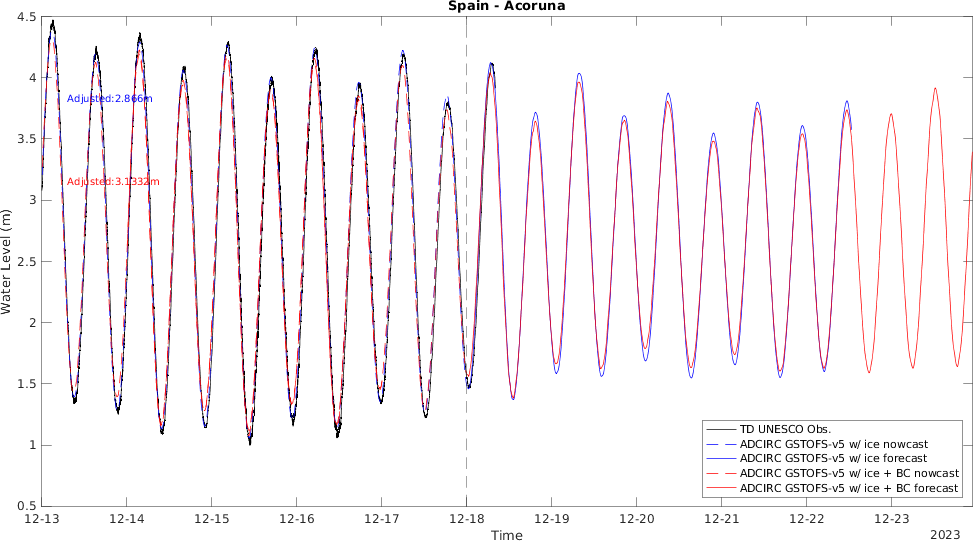 Spain - Acoruna
4.5
4
3.5
3
2.5
2
1.5
1
0.5
Water Level (m)
Adjusted:2.866m
Adjusted:3.1332m
TD UNESCO Obs.
ADCIRC GSTOFS-v5 w/ ice nowcast
ADCIRC GSTOFS-v5 w/ ice forecast
ADCIRC GSTOFS-v5 w/ ice + BC nowcast
ADCIRC GSTOFS-v5 w/ ice + BC forecast
12-13 12-14 12-15 12-16 12-17 12-18 12-19 12-20 12-21 12-22 12-23
Time
2023